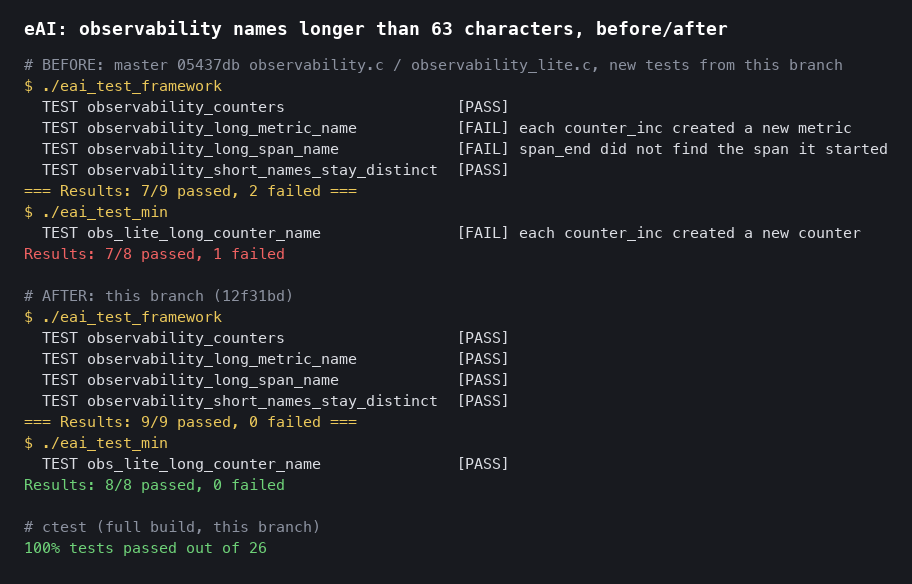 eAI: observability names longer than 63 characters, before/after
# BEFORE: master 05437db observability.c / observability_lite.c, new tests from this branch
$ ./eai_test_framework
  TEST observability_counters                   [PASS]
  TEST observability_long_metric_name           [FAIL] each counter_inc created a new metric
  TEST observability_long_span_name             [FAIL] span_end did not find the span it started
  TEST observability_short_names_stay_distinct  [PASS]
=== Results: 7/9 passed, 2 failed ===
$ ./eai_test_min
  TEST obs_lite_long_counter_name               [FAIL] each counter_inc created a new counter
Results: 7/8 passed, 1 failed
# AFTER: this branch (12f31bd)
$ ./eai_test_framework
  TEST observability_counters                   [PASS]
  TEST observability_long_metric_name           [PASS]
  TEST observability_long_span_name             [PASS]
  TEST observability_short_names_stay_distinct  [PASS]
=== Results: 9/9 passed, 0 failed ===
$ ./eai_test_min
  TEST obs_lite_long_counter_name               [PASS]
Results: 8/8 passed, 0 failed
# ctest (full build, this branch)
100% tests passed out of 26